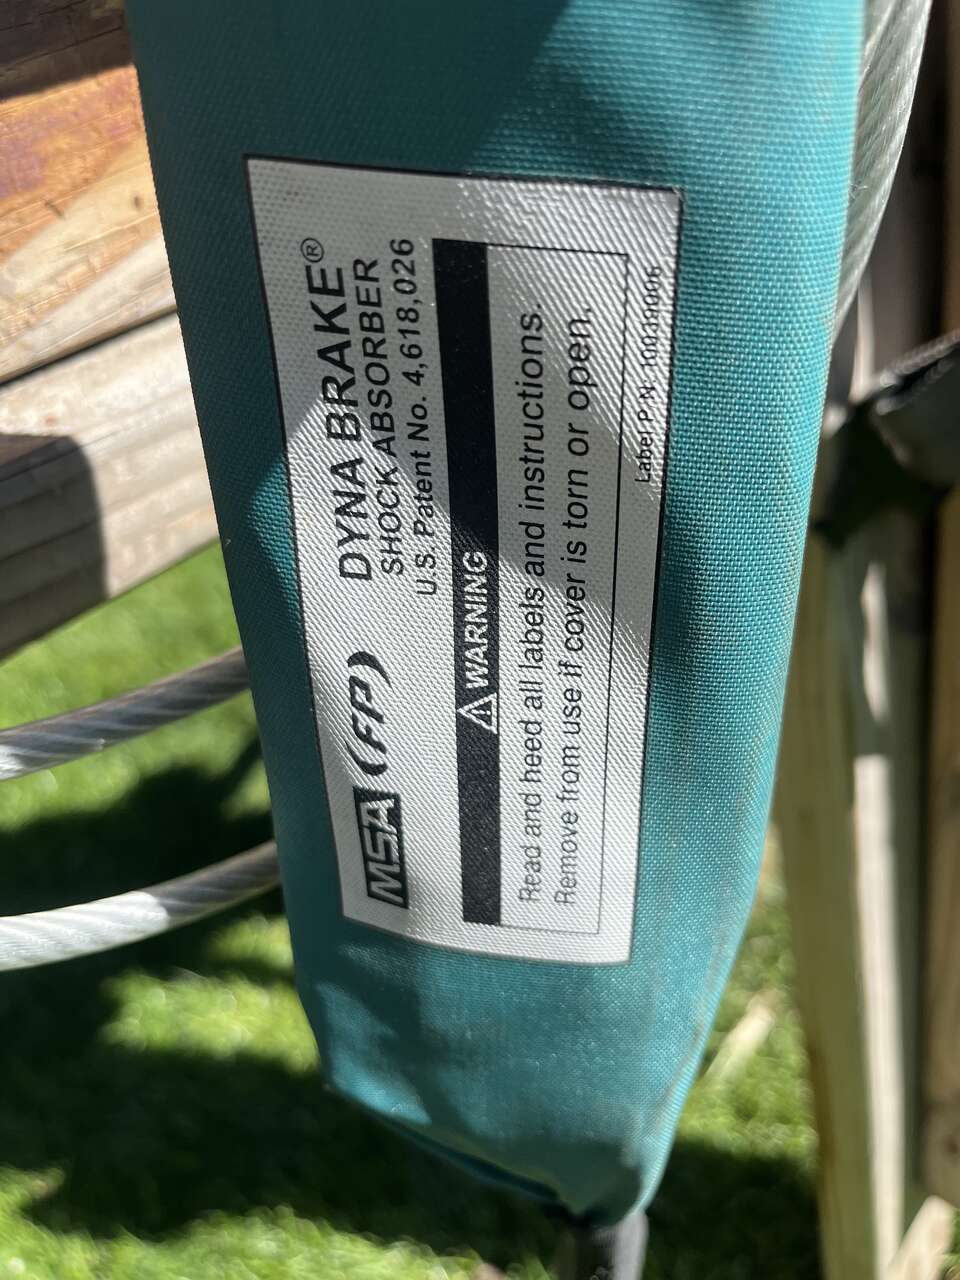 MSA (FP) DYNA BRAKE®
SHOCK ABSORBER
U.S. Patent No. 4,618,026
WARNING
Read and heed all labels and instructions.
Remove from use if cover is torn or open.
Label P.N. 10039006